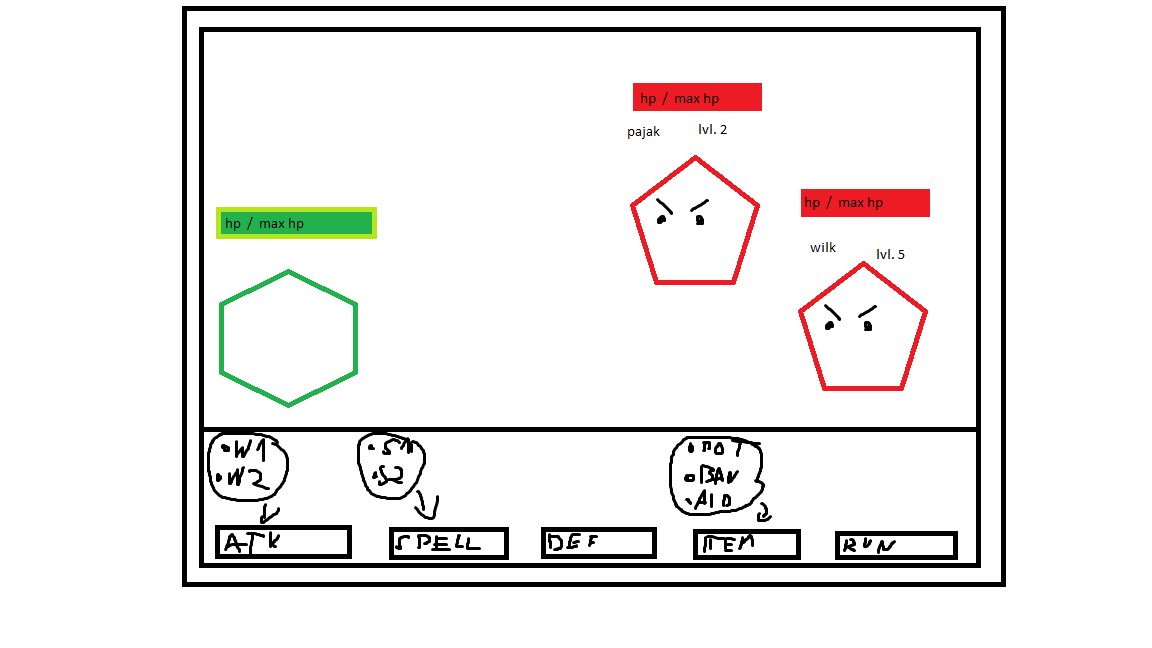 hp / max hp
pajak lvl. 2
hp / max hp
wilk lvl. 5
hp / max hp
• W1
• W2
• S1
• S2
• POT
• BAN
• AID
ATK
SPELL
DEF
ITEM
RUN